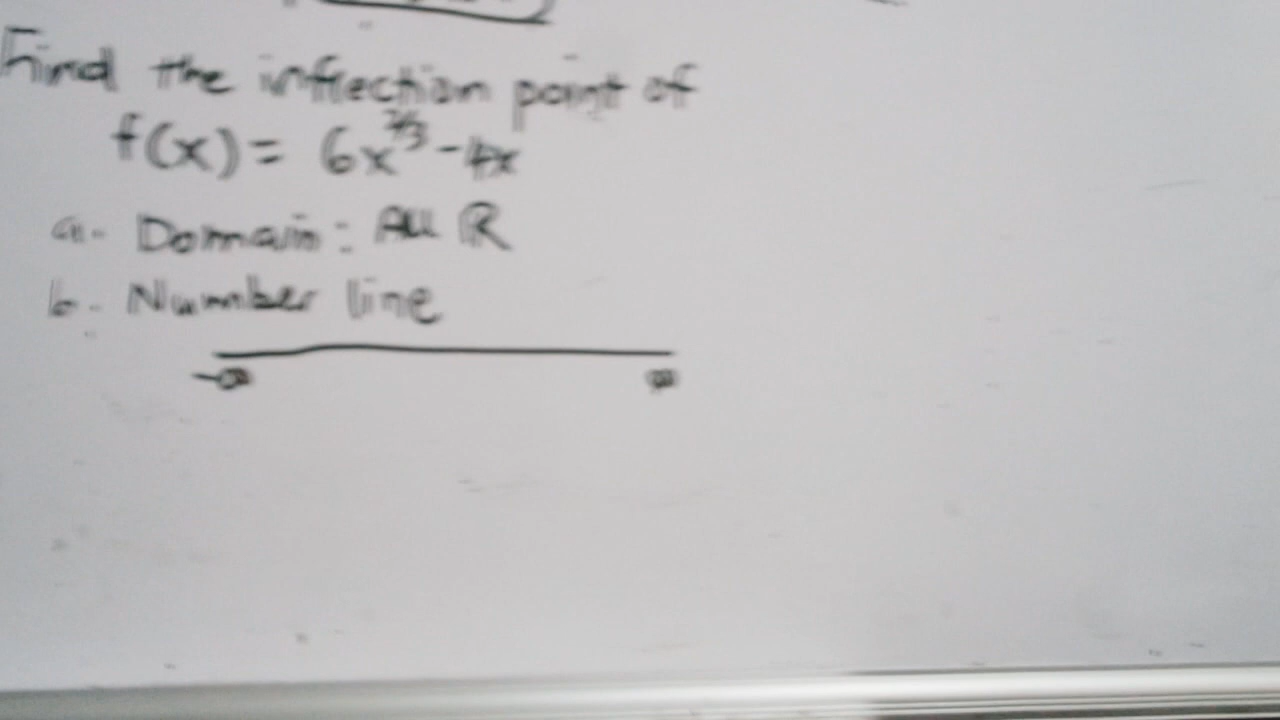 Find the inflection point of
f(x) = 6x^{2/3} - 4x
a. Domain: All ℝ
b. Number line
-∞ ∞